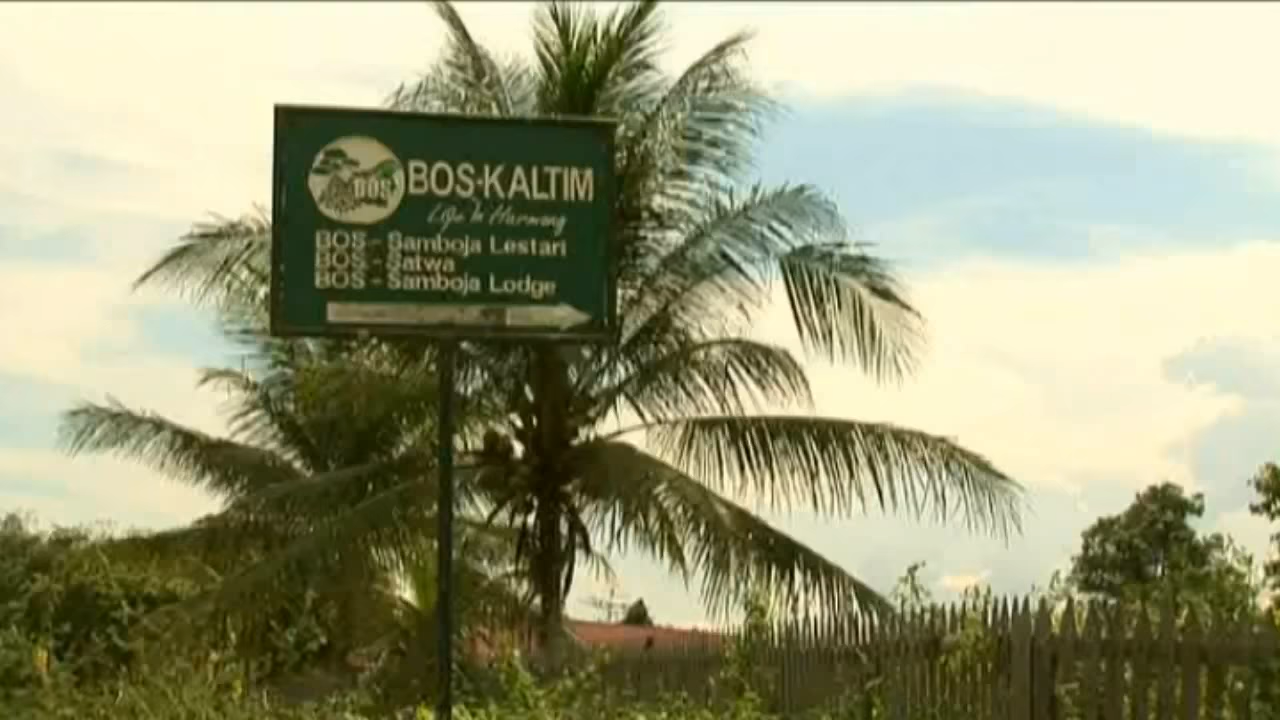 BOS
BOS-KALTIM
Life In Harmony
BOS - Samboja Lestari
BOS - Satwa
BOS - Samboja Lodge